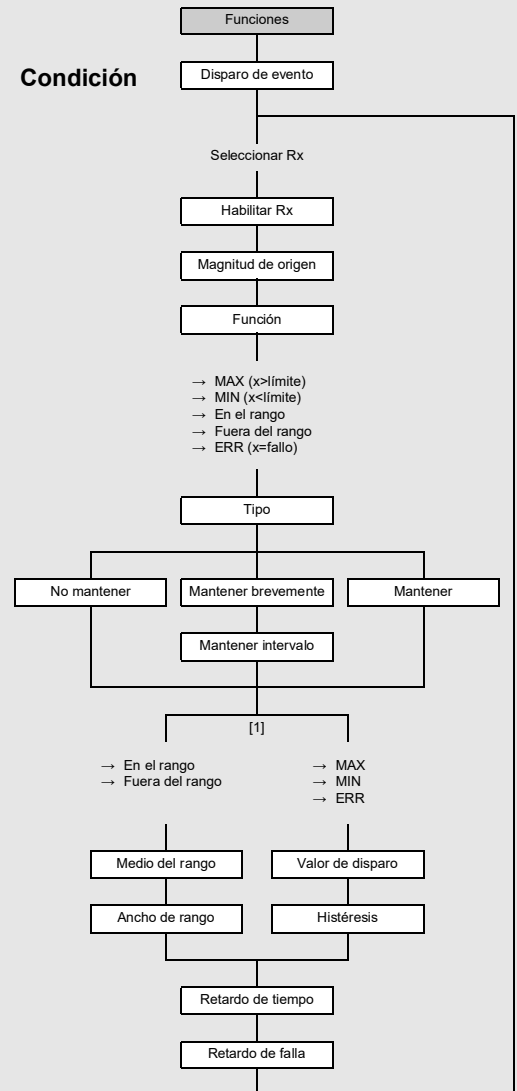 Funciones
Condición
Disparo de evento
Seleccionar Rx
Habilitar Rx
Magnitud de origen
Función
→ MAX (x>límite)
→ MIN (x<límite)
→ En el rango
→ Fuera del rango
→ ERR (x=fallo)
Tipo
No mantener
Mantener brevemente
Mantener
Mantener intervalo
[1]
→ En el rango
→ Fuera del rango
→ MAX
→ MIN
→ ERR
Medio del rango
Valor de disparo
Ancho de rango
Histéresis
Retardo de tiempo
Retardo de falla